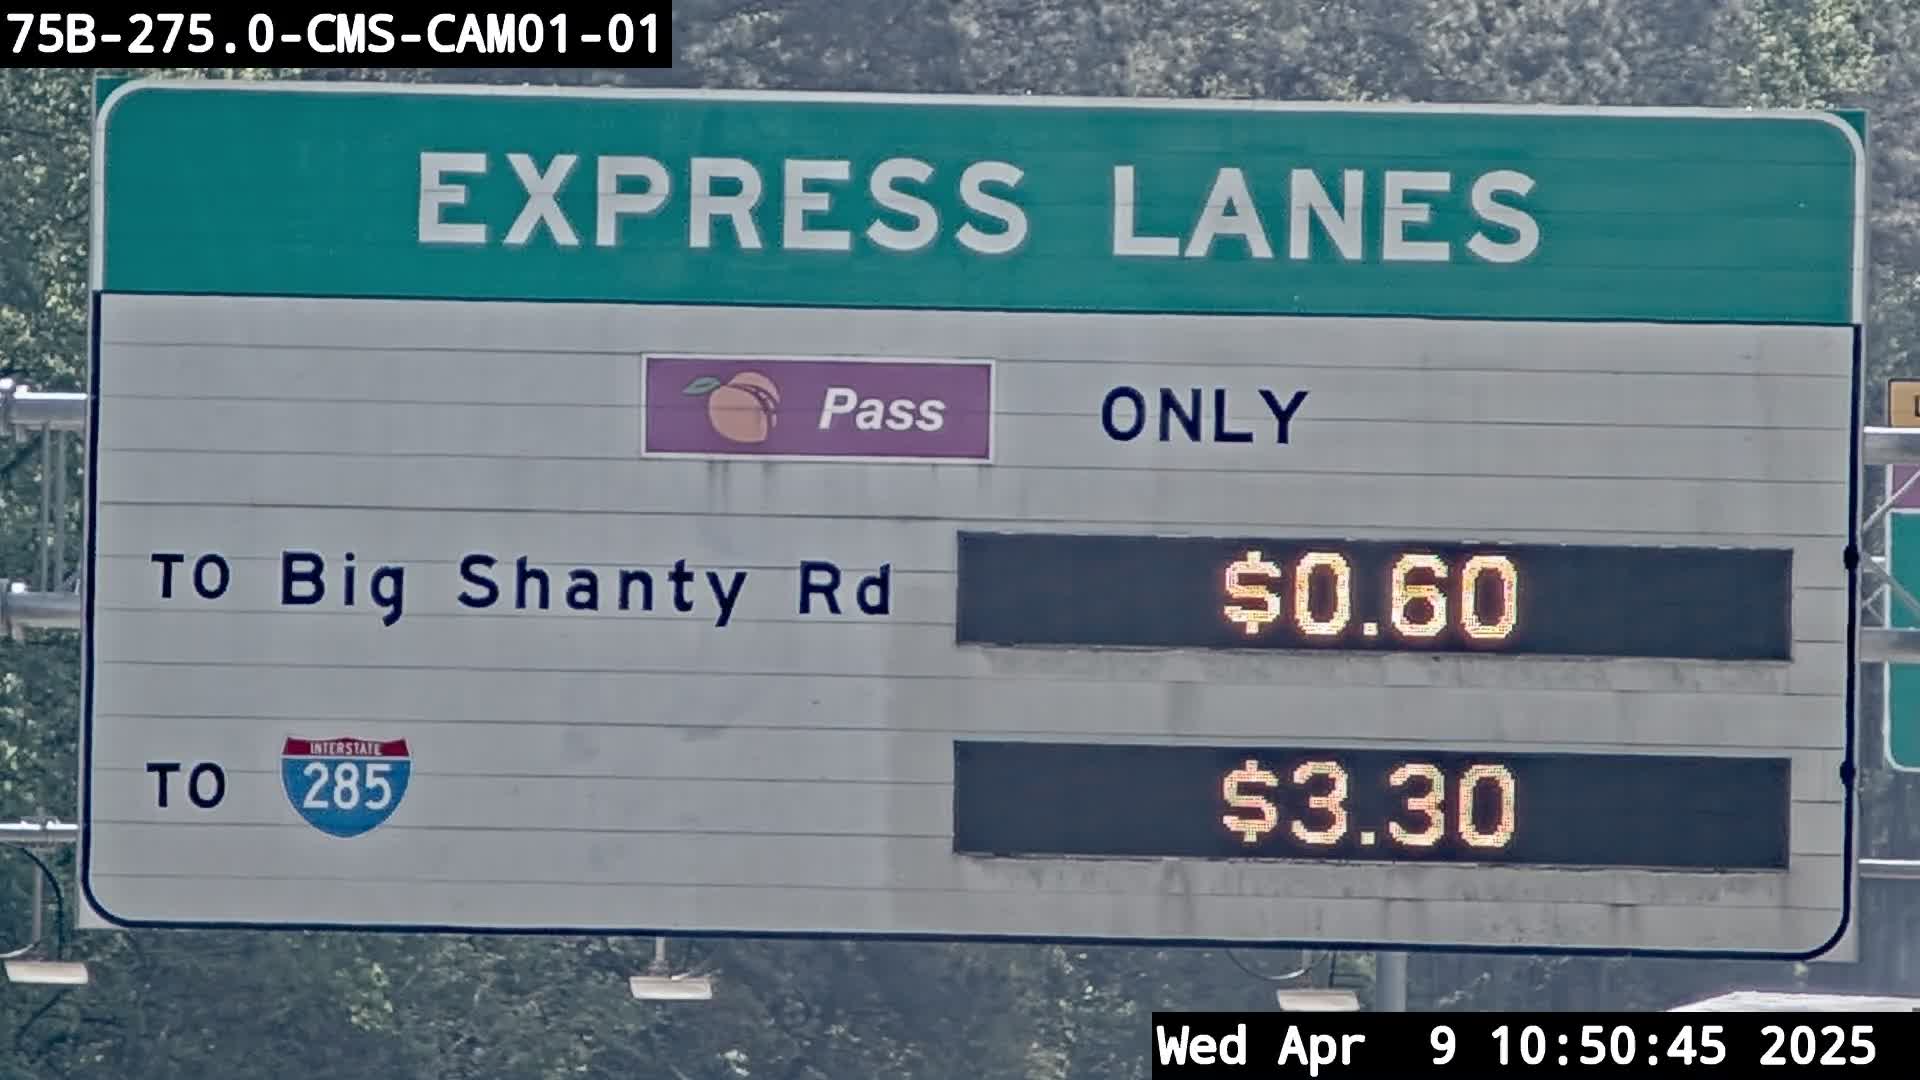 75B-275.0-CMS-CAM01-01
EXPRESS LANES
Pass ONLY
TO Big Shanty Rd $0.60
TO INTERSTATE 285 $3.30
Wed Apr 9 10:50:45 2025